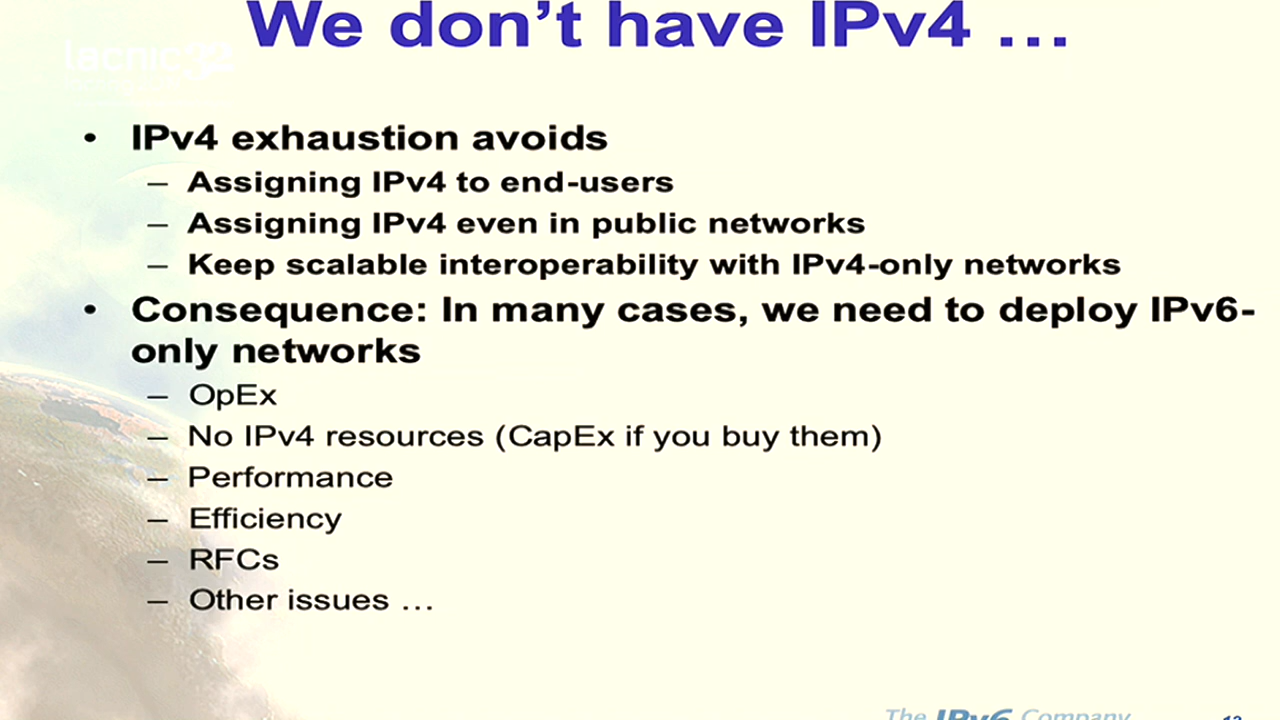 We don't have IPv4 …
lacnic32
• IPv4 exhaustion avoids
– Assigning IPv4 to end-users
– Assigning IPv4 even in public networks
– Keep scalable interoperability with IPv4-only networks
• Consequence: In many cases, we need to deploy IPv6-
only networks
– OpEx
– No IPv4 resources (CapEx if you buy them)
– Performance
– Efficiency
– RFCs
– Other issues …
The IPv6 Company